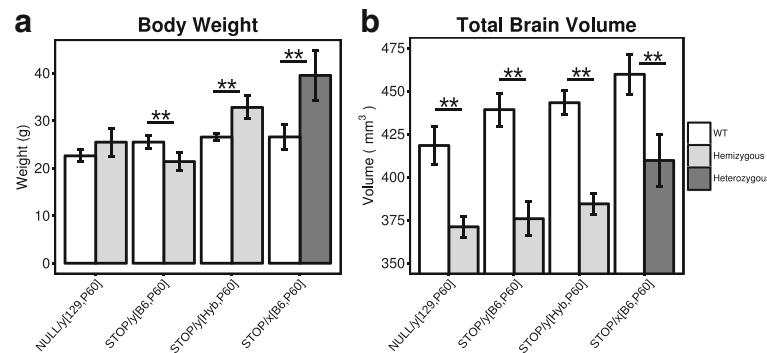 a Body Weight
Weight (g)
40
30
20
10
0
** ** **
NULL/y[129,P60]
STOP/y[B6,P60]
STOP/y[Hyb,P60]
STOP/x[B6,P60]
b Total Brain Volume
Volume ( mm³ )
475
450
425
400
375
350
** ** ** **
NULL/y[129,P60]
STOP/y[B6,P60]
STOP/y[Hyb,P60]
STOP/x[B6,P60]
WT
Hemizygous
Heterozygous